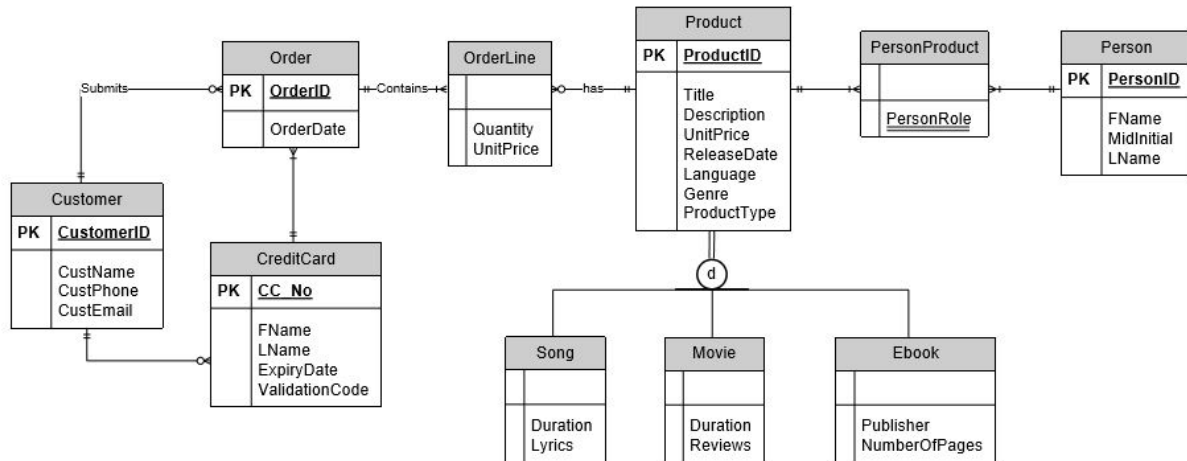 Order
PK OrderID
OrderDate
Submits
Contains
OrderLine
Quantity
UnitPrice
has
Product
PK ProductID
Title
Description
UnitPrice
ReleaseDate
Language
Genre
ProductType
PersonProduct
PersonRole
Person
PK PersonID
FName
MidInitial
LName
Customer
PK CustomerID
CustName
CustPhone
CustEmail
CreditCard
PK CC_No
FName
LName
ExpiryDate
ValidationCode
d
Song
Duration
Lyrics
Movie
Duration
Reviews
Ebook
Publisher
NumberOfPages